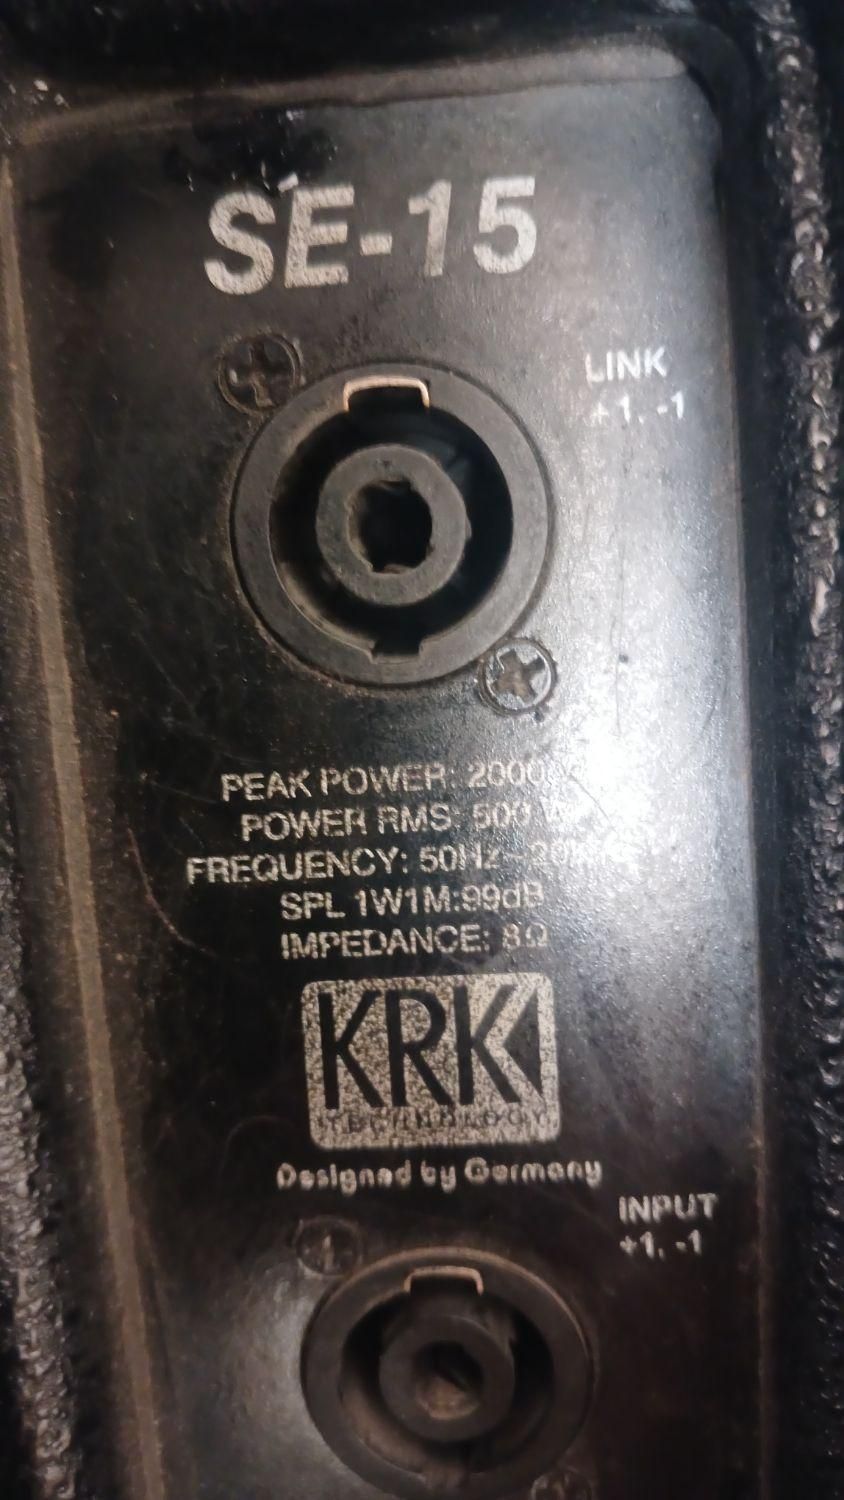 SE-15
LINK
+1, -1
PEAK POWER: 2000
POWER RMS: 500 W
FREQUENCY: 50Hz~20
SPL 1W1M:99dB
IMPEDANCE: 8Ω
KRK
TECHNOLOGY
Designed by Germany
INPUT
+1, -1